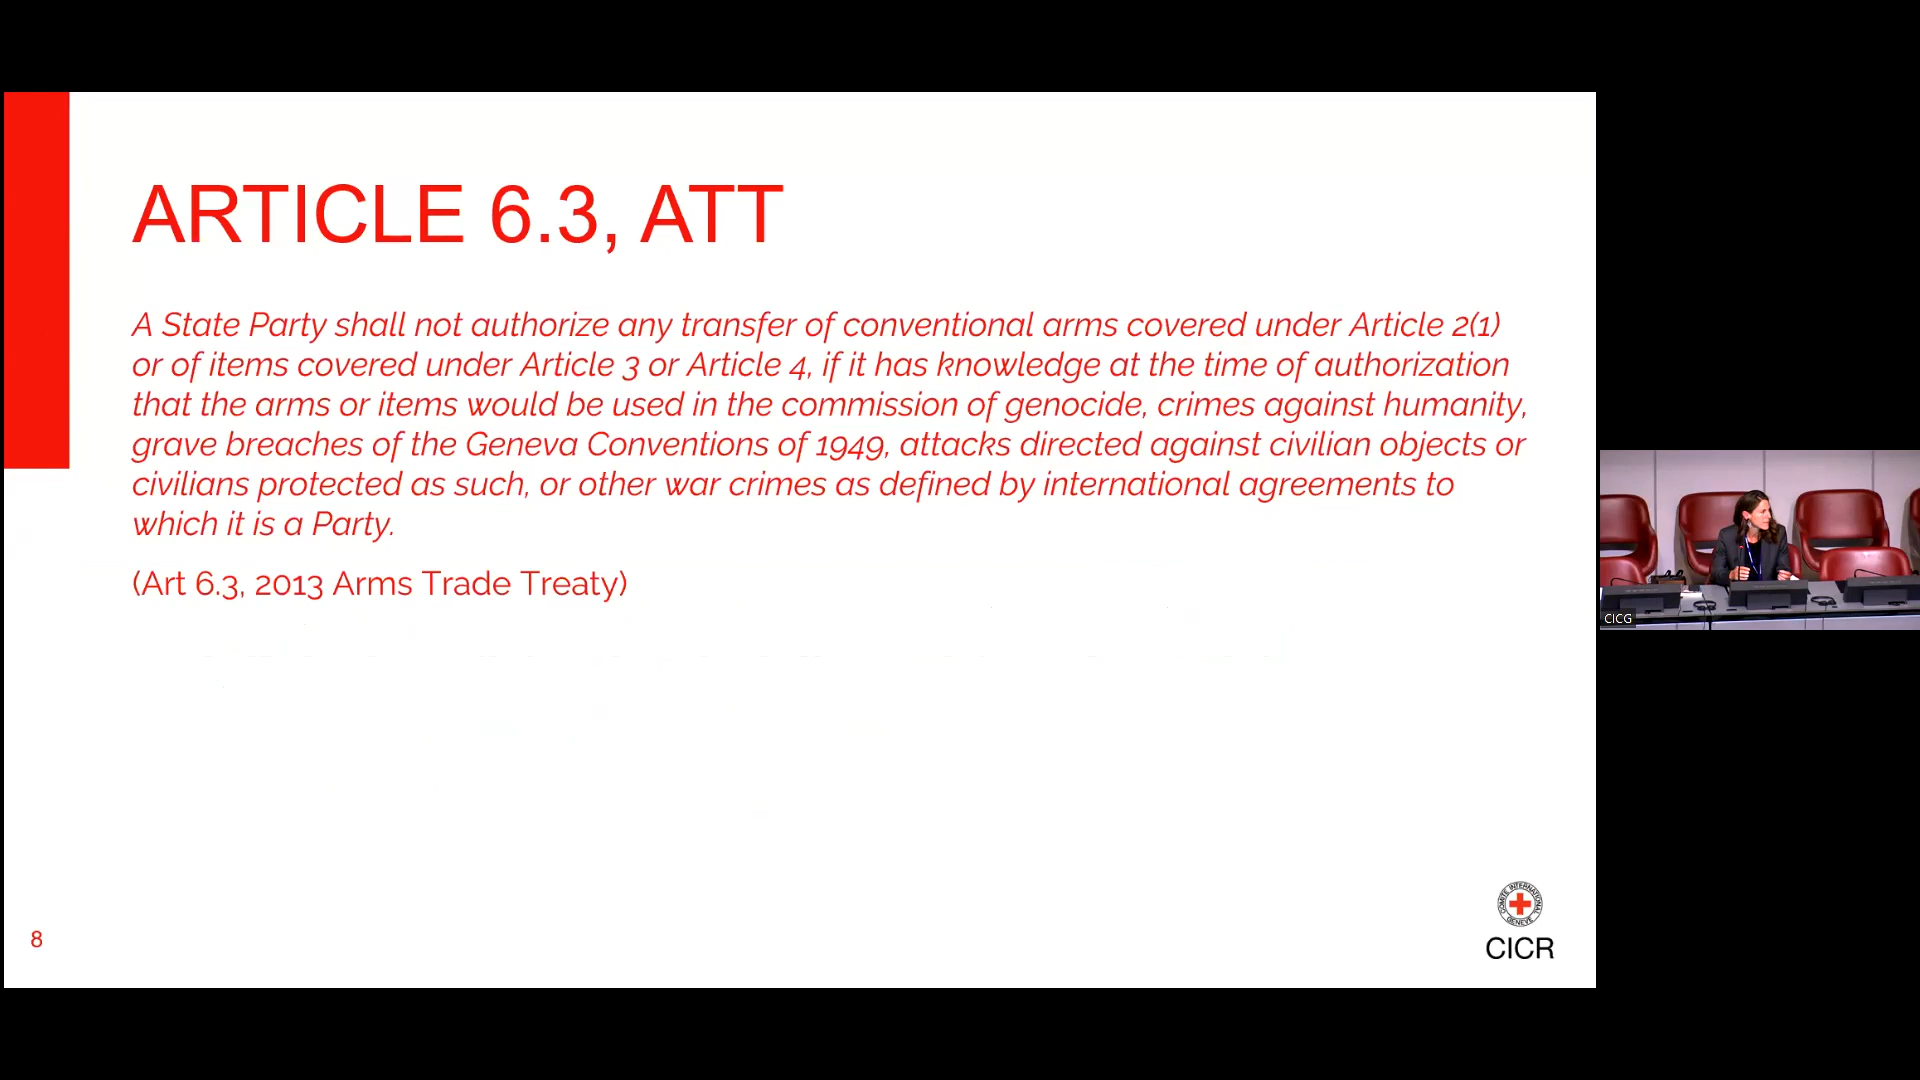 ARTICLE 6.3, ATT
A State Party shall not authorize any transfer of conventional arms covered under Article 2(1)
or of items covered under Article 3 or Article 4, if it has knowledge at the time of authorization
that the arms or items would be used in the commission of genocide, crimes against humanity,
grave breaches of the Geneva Conventions of 1949, attacks directed against civilian objects or
civilians protected as such, or other war crimes as defined by international agreements to
which it is a Party.
(Art 6.3, 2013 Arms Trade Treaty)
CICG
COMITE INTERNATIONAL
GENEVE
8
CICR